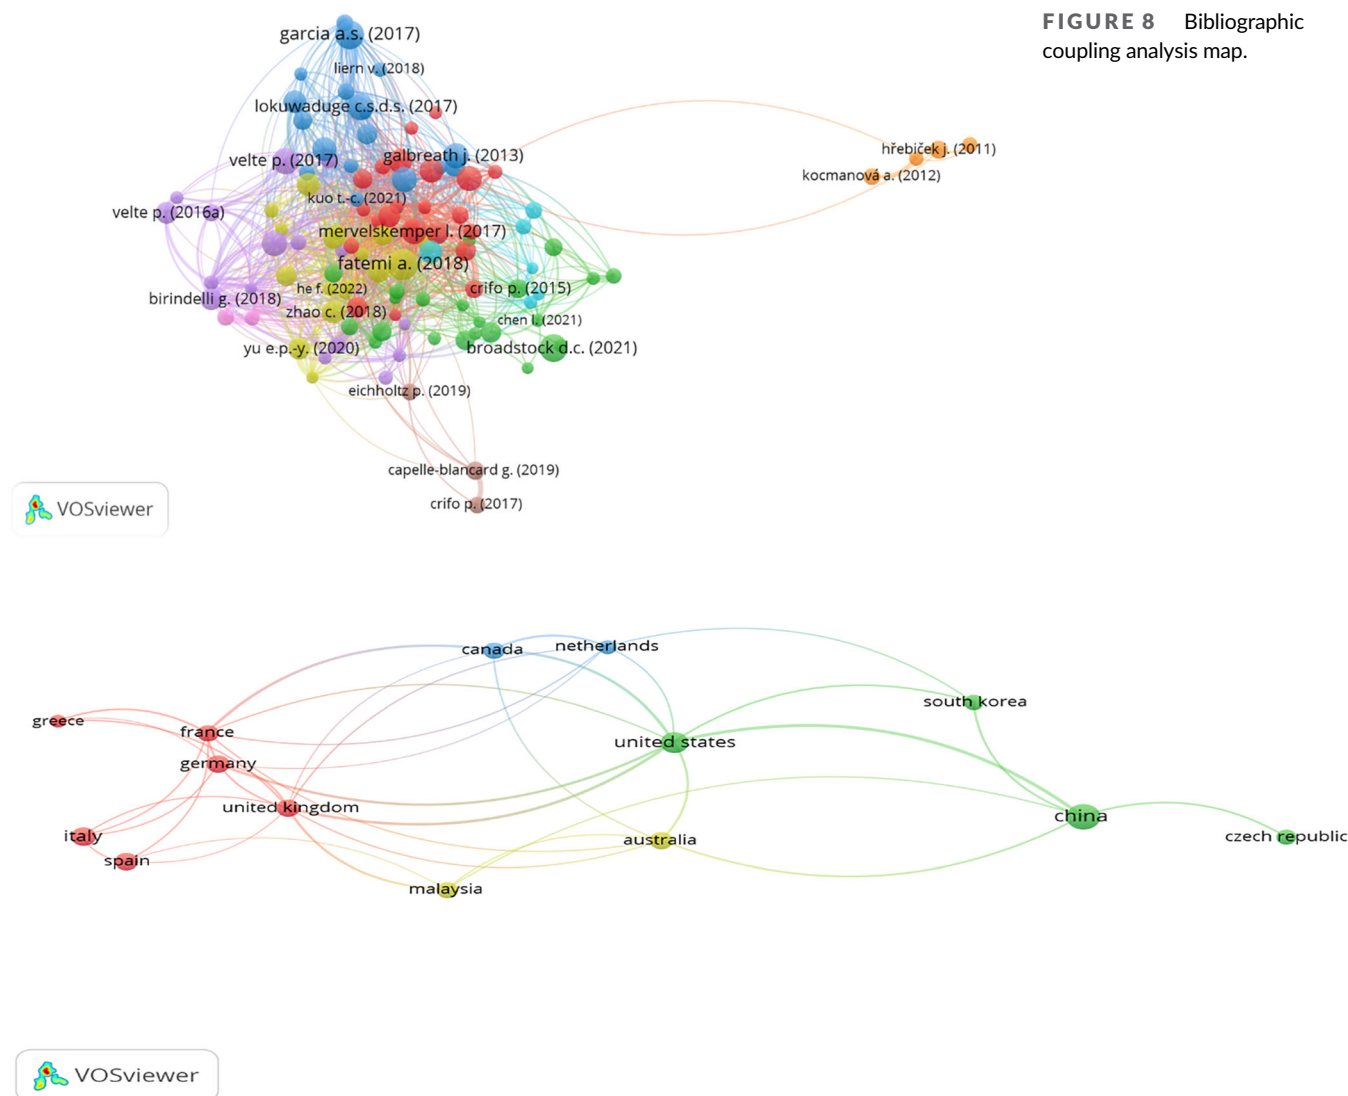 FIGURE 8 Bibliographic
coupling analysis map.
garcia a.s. (2017)
liern v. (2018)
lokuwaduge c.s.d.s. (2017)
velte p. (2017)
galbreath j. (2013)
hřebíček j. (2011)
kocmanová a. (2012)
kuo t.-c. (2021)
velte p. (2016a)
mervelskemper l. (2017)
fatemi a. (2018)
he f. (2022)
crifo p. (2015)
birindelli g. (2018)
zhao c. (2018)
chen l. (2021)
yu e.p.-y. (2020)
broadstock d.c. (2021)
eichholtz p. (2019)
capelle-blancard g. (2019)
crifo p. (2017)
VOSviewer
canada
netherlands
south korea
greece
france
united states
germany
united kingdom
china
italy
australia
czech republic
spain
malaysia
VOSviewer